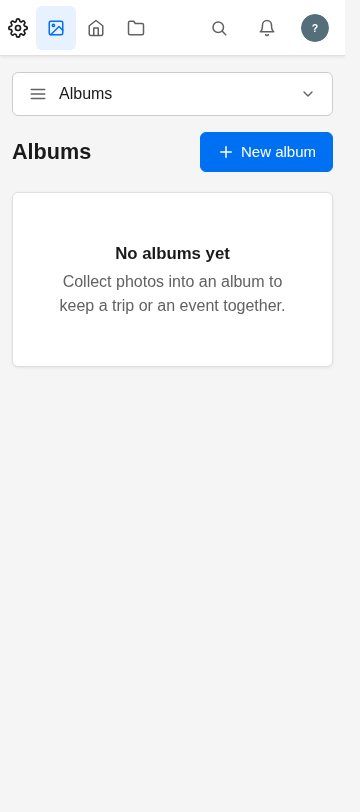 ?
Albums
Albums
New album
No albums yet
Collect photos into an album to
keep a trip or an event together.